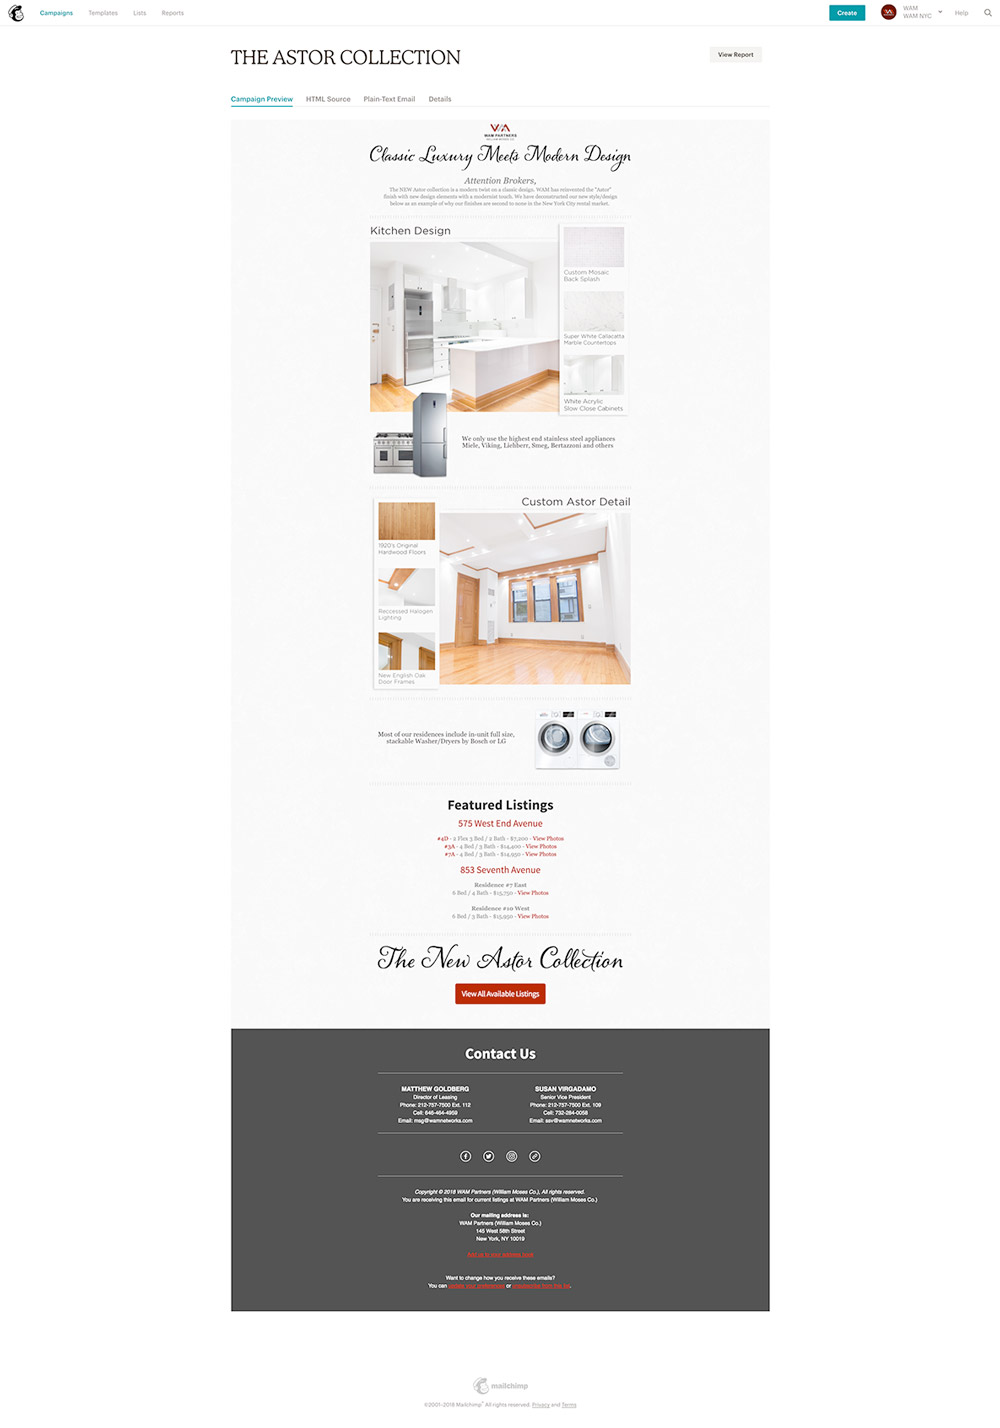 Campaigns Templates Lists Reports
Create
WAM
WAM NYC
Help
THE ASTOR COLLECTION
View Report
Campaign Preview HTML Source Plain-Text Email Details
WAM PARTNERS
Classic Luxury Meets Modern Design
Attention Brokers,
The NEW Astor collection is a modern twist on a classic design. WAM has reinvented the "Astor"
finish with new design elements with a modernist touch. We have deconstructed our new style/design
below as an example of why our finishes are second to none in the New York City rental market.
Kitchen Design
Custom Mosaic
Back Splash
Super White Callacatta
Marble Countertops
White Acrylic
Slow Close Cabinets
We only use the highest end stainless steel appliances
Miele, Viking, Liebherr, Smeg, Bertazzoni and others
Custom Astor Detail
1920's Original
Hardwood Floors
Reccessed Halogen
Lighting
New English Oak
Door Frames
Most of our residences include in-unit full size,
stackable Washer/Dryers by Bosch or LG
Featured Listings
575 West End Avenue
#4D - 2 Flex 3 Bed / 2 Bath - $7,200 - View Photos
#3A - 4 Bed / 3 Bath - $14,400 - View Photos
#7A - 4 Bed / 3 Bath - $14,950 - View Photos
853 Seventh Avenue
Residence #7 East
6 Bed / 4 Bath - $15,750 - View Photos
Residence #10 West
6 Bed / 3 Bath - $15,950 - View Photos
The New Astor Collection
View All Available Listings
Contact Us
MATTHEW GOLDBERG
Director of Leasing
Phone: 212-757-7500 Ext. 112
Cell: 646-464-4959
Email: msg@wamnetworks.com
SUSAN VIRGADAMO
Senior Vice President
Phone: 212-757-7500 Ext. 109
Cell: 732-284-0058
Email: sav@wamnetworks.com
Copyright © 2018 WAM Partners (William Moses Co.), All rights reserved.
You are receiving this email for current listings at WAM Partners (William Moses Co.)
Our mailing address is:
WAM Partners (William Moses Co.)
145 West 58th Street
New York, NY 10019
Add us to your address book
Want to change how you receive these emails?
You can update your preferences or unsubscribe from this list.
mailchimp
©2001-2018 Mailchimp® All rights reserved. Privacy and Terms